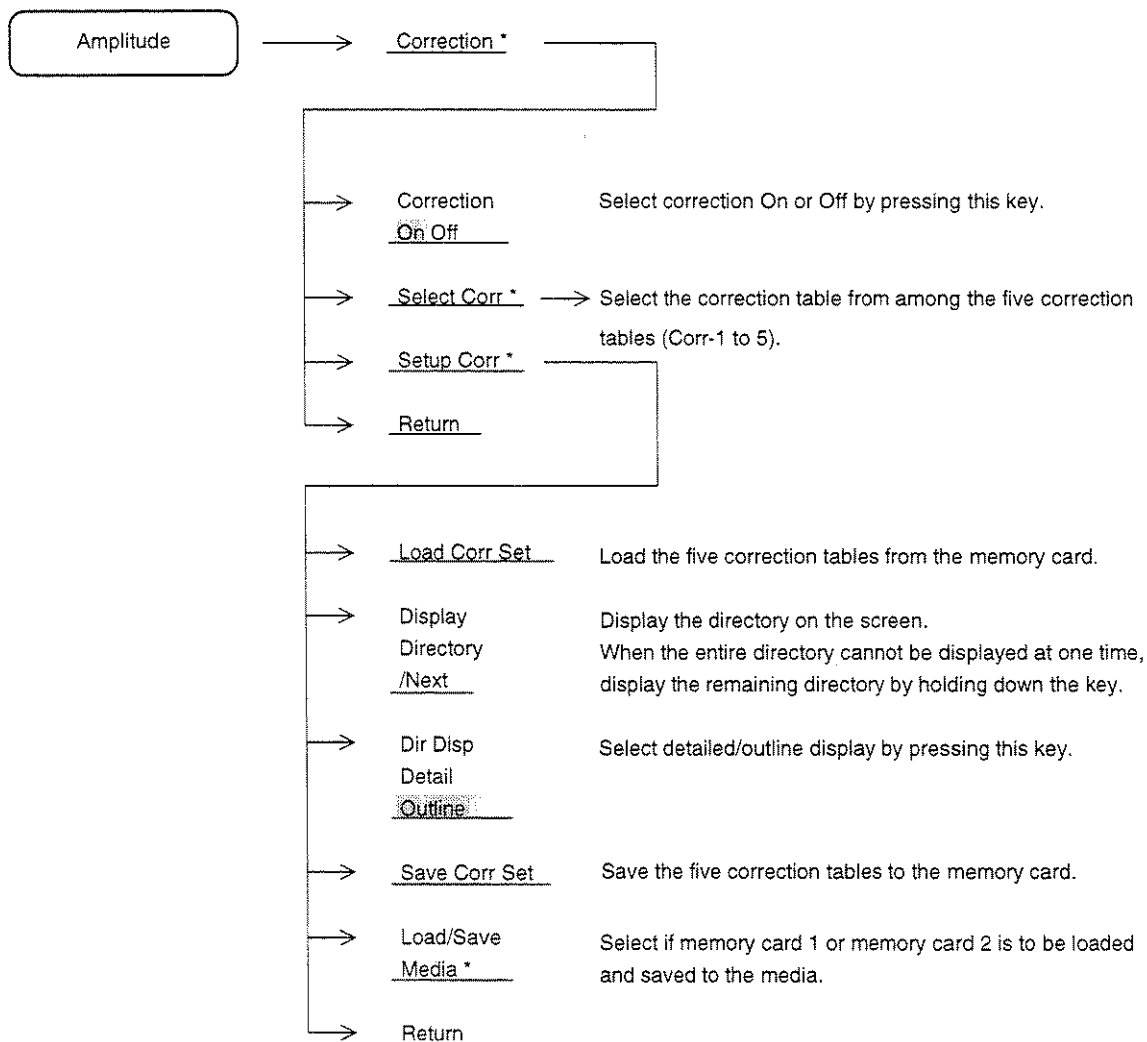 Amplitude
Correction *
Correction
On Off
Select correction On or Off by pressing this key.
Select Corr *
Select the correction table from among the five correction
tables (Corr-1 to 5).
Setup Corr *
Return
Load Corr Set
Load the five correction tables from the memory card.
Display
Directory
/Next
Display the directory on the screen.
When the entire directory cannot be displayed at one time,
display the remaining directory by holding down the key.
Dir Disp
Detail
Outline
Select detailed/outline display by pressing this key.
Save Corr Set
Save the five correction tables to the memory card.
Load/Save
Media *
Select if memory card 1 or memory card 2 is to be loaded
and saved to the media.
Return